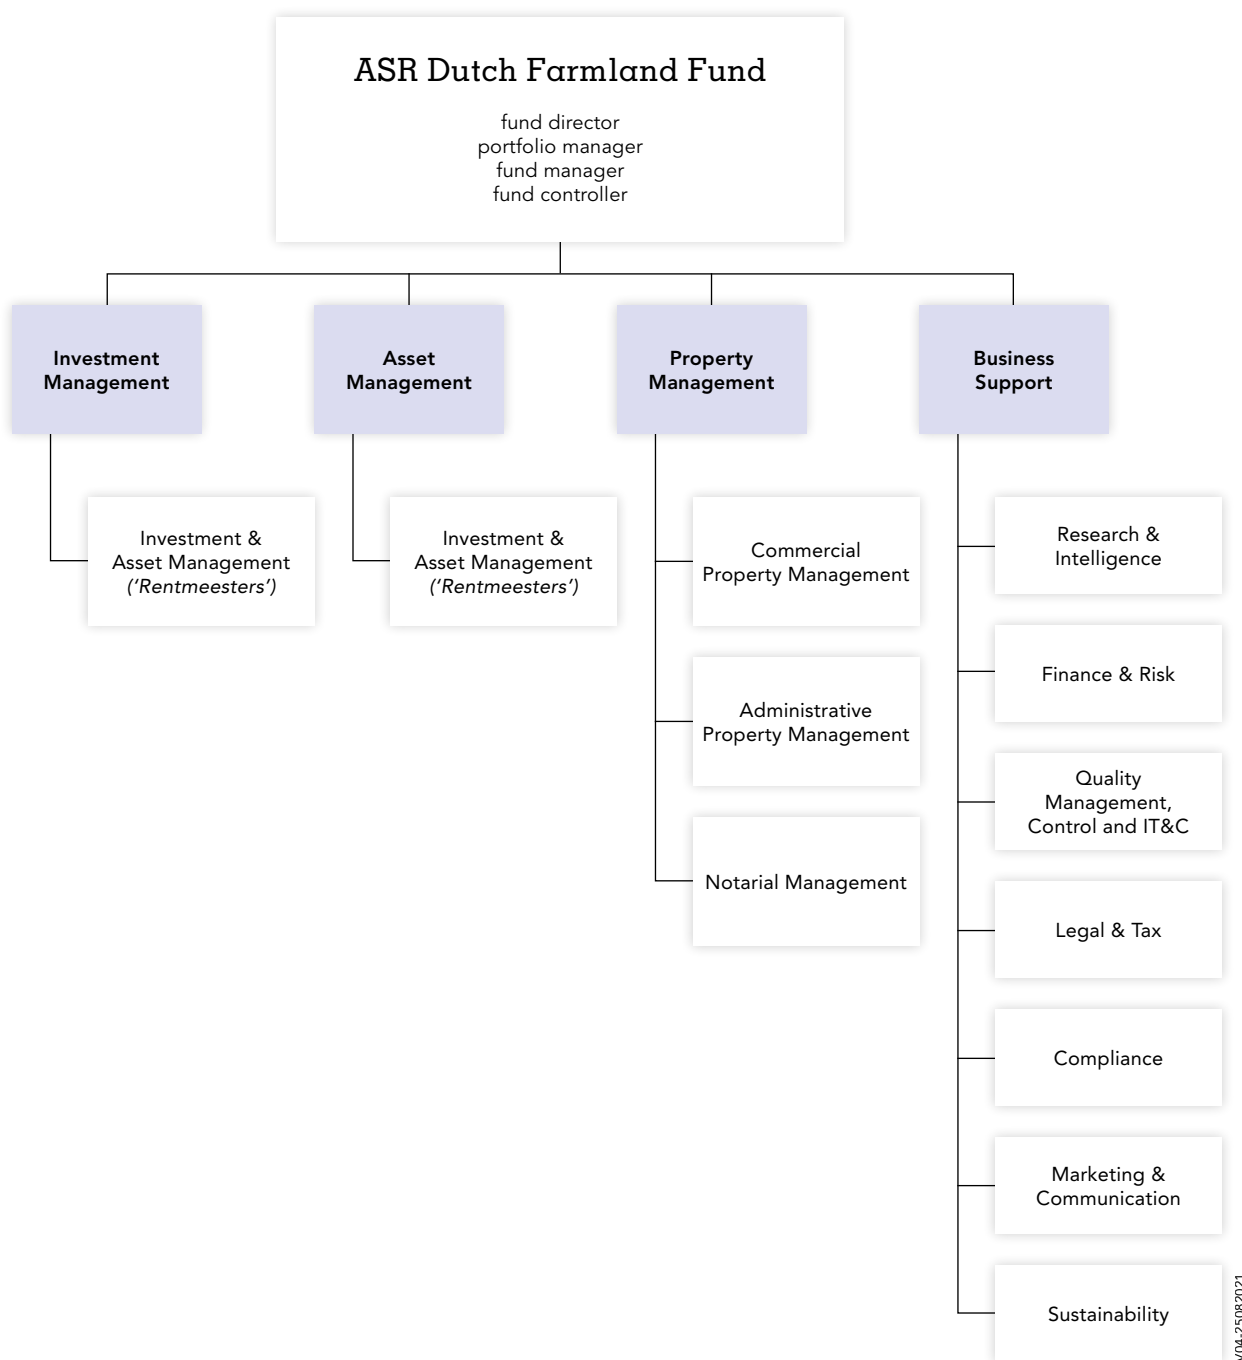 ASR Dutch Farmland Fund
fund director
portfolio manager
fund manager
fund controller
Investment
Management
Asset
Management
Property
Management
Business
Support
Investment &
Asset Management
('Rentmeesters')
Investment &
Asset Management
('Rentmeesters')
Commercial
Property Management
Administrative
Property Management
Notarial Management
Research &
Intelligence
Finance & Risk
Quality
Management,
Control and IT&C
Legal & Tax
Compliance
Marketing &
Communication
Sustainability
V04-25082021